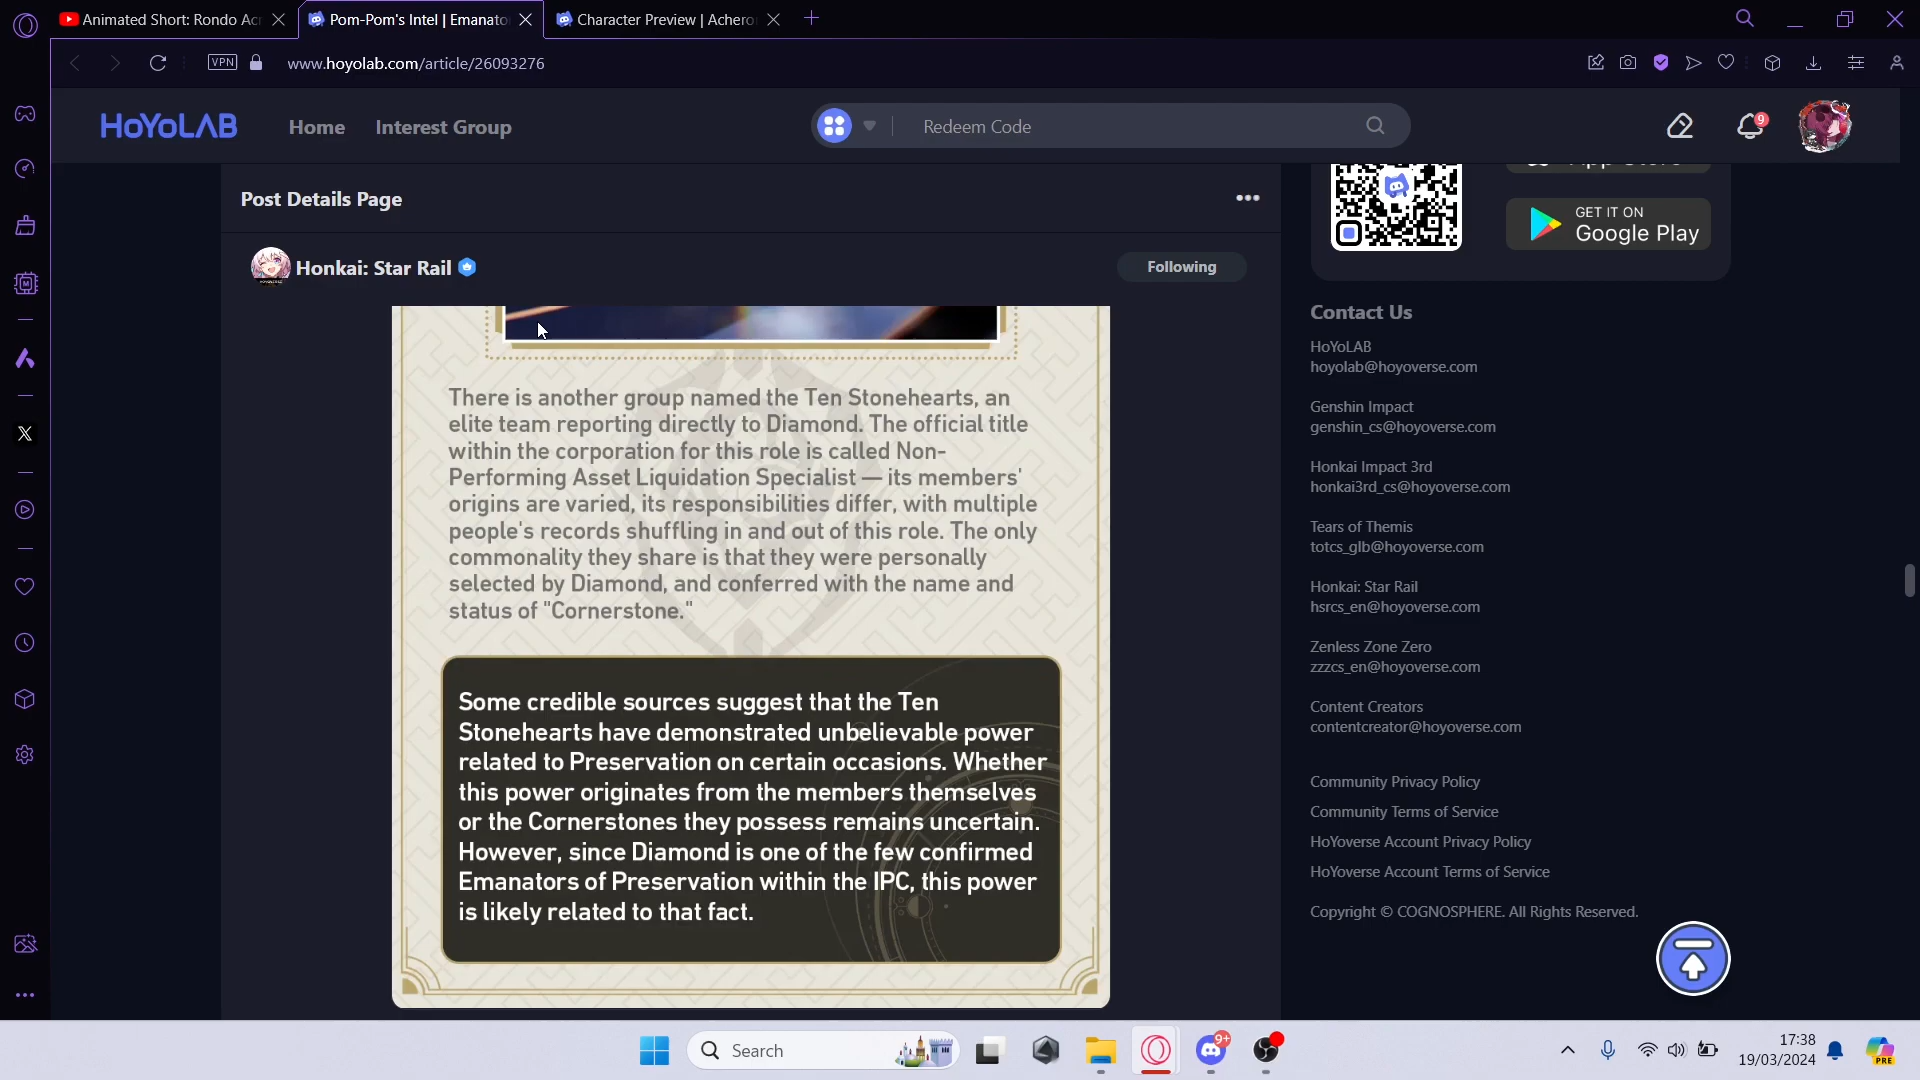 Animated Short: Rondo Ac
Pom-Pom's Intel | Emanato
Character Preview | Achero
VPN
www.hoyolab.com/article/26093276
HoYoLAB
Home
Interest Group
Redeem Code
9
Post Details Page
Honkai: Star Rail
Following
There is another group named the Ten Stonehearts, an
elite team reporting directly to Diamond. The official title
within the corporation for this role is called Non-
Performing Asset Liquidation Specialist — its members'
origins are varied, its responsibilities differ, with multiple
people's records shuffling in and out of this role. The only
commonality they share is that they were personally
selected by Diamond, and conferred with the name and
status of "Cornerstone."
Some credible sources suggest that the Ten
Stonehearts have demonstrated unbelievable power
related to Preservation on certain occasions. Whether
this power originates from the members themselves
or the Cornerstones they possess remains uncertain.
However, since Diamond is one of the few confirmed
Emanators of Preservation within the IPC, this power
is likely related to that fact.
GET IT ON
Google Play
Contact Us
HoYoLAB
hoyolab@hoyoverse.com
Genshin Impact
genshin_cs@hoyoverse.com
Honkai Impact 3rd
honkai3rd_cs@hoyoverse.com
Tears of Themis
totcs_glb@hoyoverse.com
Honkai: Star Rail
hsrcs_en@hoyoverse.com
Zenless Zone Zero
zzzcs_en@hoyoverse.com
Content Creators
contentcreator@hoyoverse.com
Community Privacy Policy
Community Terms of Service
HoYoverse Account Privacy Policy
HoYoverse Account Terms of Service
Copyright © COGNOSPHERE. All Rights Reserved.
Search
9+
17:38
19/03/2024
PRE